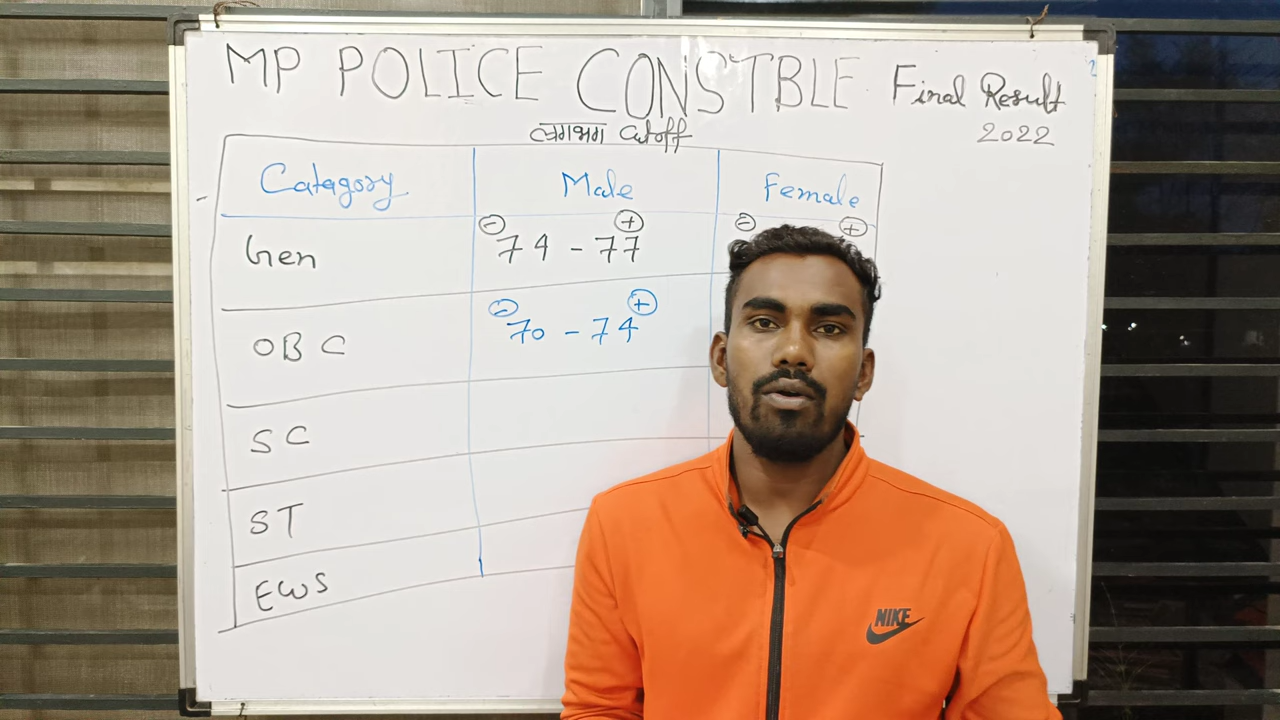 MP POLICE CONSTBLE Final Result
2022
लगभग Cutoff
Catagory Male Female
Gen 74 - 77
OBC 70 - 74
SC
ST
EWS
NIKE